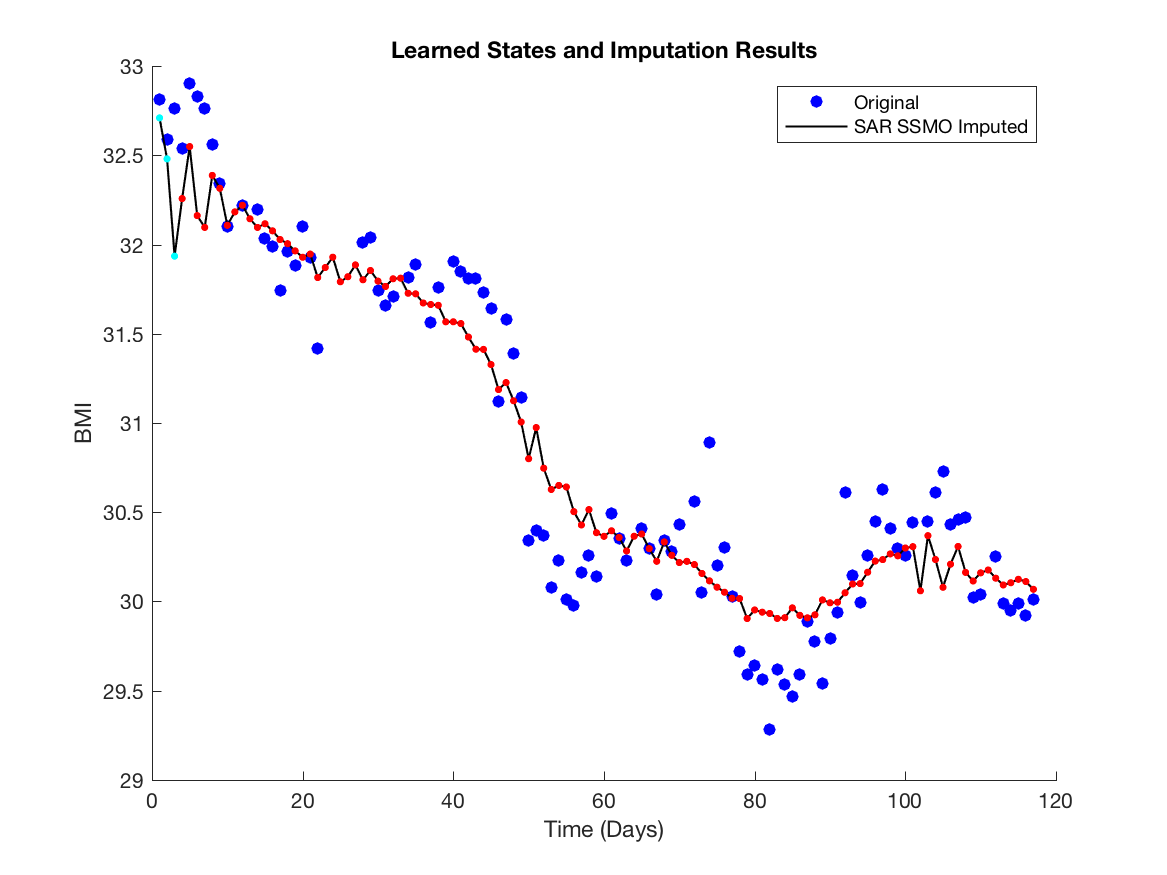 Learned States and Imputation Results
Original
SAR SSMO Imputed
33
32.5
32
31.5
31
30.5
30
29.5
29
BMI
0 20 40 60 80 100 120
Time (Days)